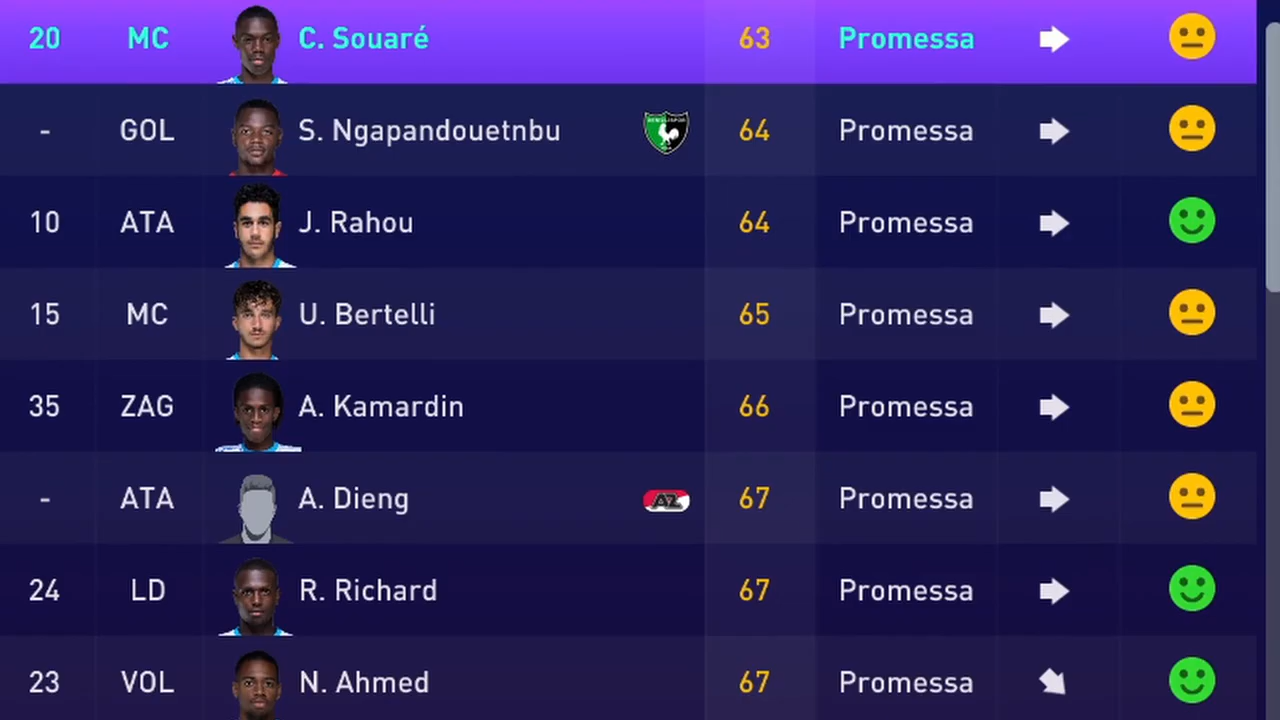 20 MC C. Souaré 63 Promessa
- GOL S. Ngapandouetnbu 64 Promessa
10 ATA J. Rahou 64 Promessa
15 MC U. Bertelli 65 Promessa
35 ZAG A. Kamardin 66 Promessa
- ATA A. Dieng AZ 67 Promessa
24 LD R. Richard 67 Promessa
23 VOL N. Ahmed 67 Promessa